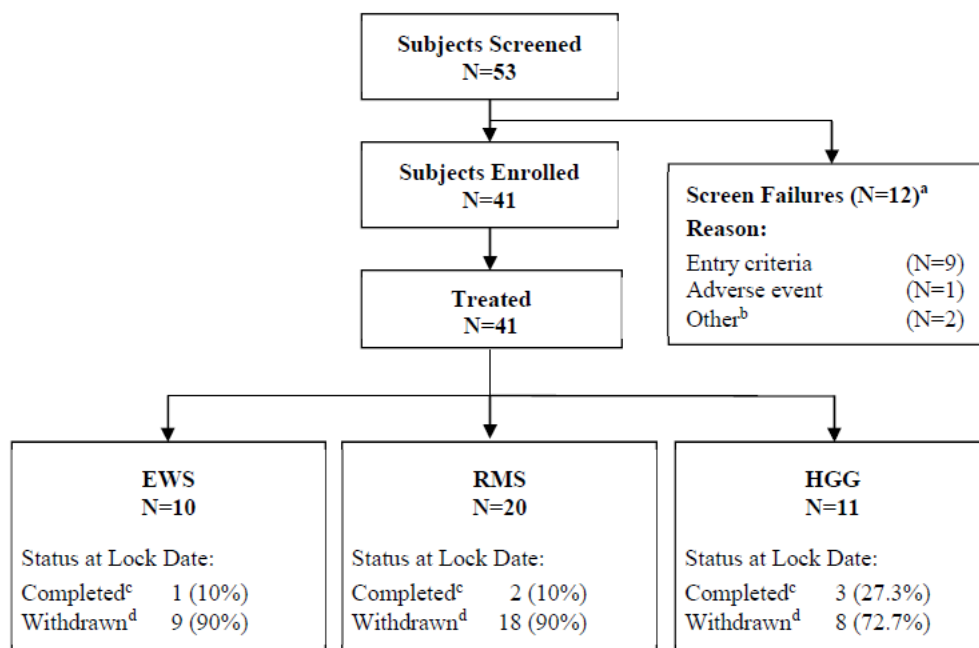 Subjects Screened
N=53
Subjects Enrolled
N=41
Screen Failures (N=12)ᵃ
Reason:
Entry criteria (N=9)
Adverse event (N=1)
Otherᵇ (N=2)
Treated
N=41
EWS
N=10
Status at Lock Date:
Completedᶜ 1 (10%)
Withdrawnᵈ 9 (90%)
RMS
N=20
Status at Lock Date:
Completedᶜ 2 (10%)
Withdrawnᵈ 18 (90%)
HGG
N=11
Status at Lock Date:
Completedᶜ 3 (27.3%)
Withdrawnᵈ 8 (72.7%)